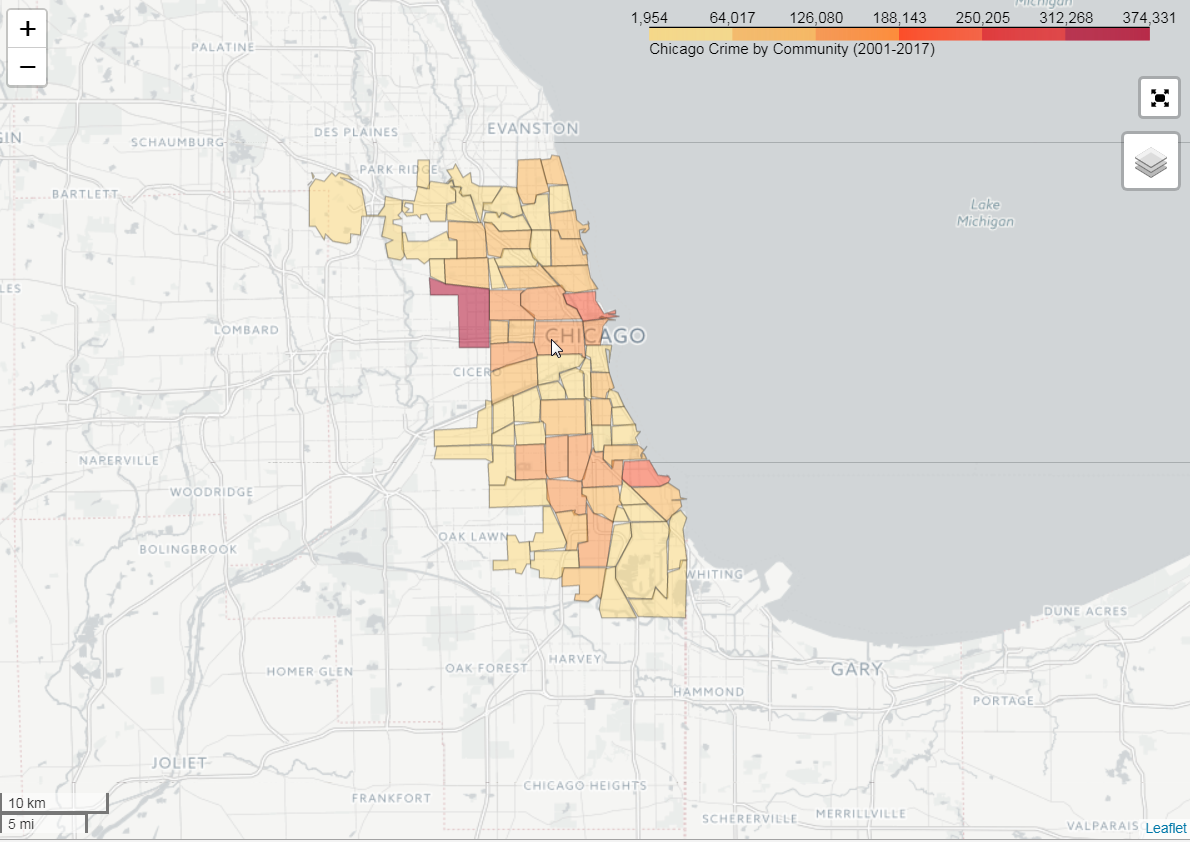 +
−
1,954 64,017 126,080 188,143 250,205 312,268 374,331
Chicago Crime by Community (2001-2017)
Michigan
PALATINE
DES PLAINES
EVANSTON
GIN
SCHAUMBURG
PARK RIDGE
BARTLETT
Lake
Michigan
LES
LOMBARD
CHICAGO
CICERO
NAPERVILLE
WOODRIDGE
OAK LAWN
BOLINGBROOK
WHITING
DUNE ACRES
HOMER GLEN
OAK FOREST
HARVEY
GARY
HAMMOND
PORTAGE
JOLIET
CHICAGO HEIGHTS
FRANKFORT
10 km
5 mi
SCHERERVILLE
MERRILLVILLE
VALPARAIS
Leaflet